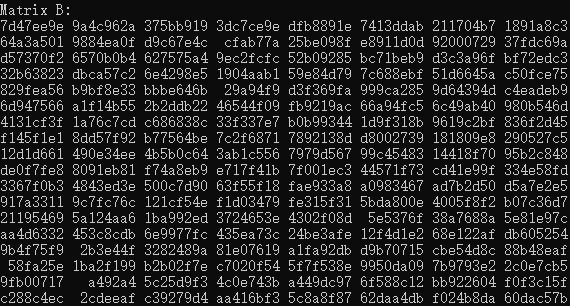 Matrix B:
7d47ee9e 9a4c962a 375bb919 3dc7ce9e dfb8891e 7413ddab 211704b7 1891a8c3
64a3a501 9884ea0f d9c67e4c cfab77a 25be098f e8911d0d 92000729 37fdc69a
d57370f2 6570b0b4 627575a4 9ec2fcfc 52b09285 bc71beb9 d3c3a96f bf72edc3
32b63823 dbca57c2 6e4298e5 1904aab1 59e84d79 7c688ebf 51d6645a c50fce75
829fea56 b9bf8e33 bbbe646b 29a94f9 d3f369fa 999ca285 9d64394d c4eadeb9
6d947566 a1f14b55 2b2ddb22 46544f09 fb9219ac 66a94fc5 6c49ab40 980b546d
4131cf3f 1a76c7cd c686838c 33f337e7 b0b99344 1d9f318b 9619c2bf 836f2d45
f145f1e1 8dd57f92 b77564be 7c2f6871 7892138d d8002739 181809e8 290527c5
12d1d661 490e34ee 4b5b0c64 3ab1c556 7979d567 99c45483 14418f70 95b2c848
de0f7fe8 8091eb81 f74a8eb9 e717f41b 7f001ec3 44571f73 cd41e99f 334e58fd
3367f0b3 4843ed3e 500c7d90 63f55f18 fae933a8 a0983467 ad7b2d50 d5a7e2e5
917a3311 9c7fc76c 121cf54e f1d03479 fe315f31 5bda800e 4005f8f2 b07c36d7
21195469 5a124aa6 1ba992ed 3724653e 4302f08d 5e5376f 38a7688a 5e81e97c
aa4d6332 453c8cdb 6e9977fc 435ea73c 24be3afe 12f4d1e2 68e122af db605254
9b4f75f9 2b3e44f 3282489a 81e07619 a1fa92db d9b70715 cbe54d8c 88b48eaf
58fa25e 1ba2f199 b2b02f7e c7020f54 5f7f538e 9950da09 7b9793e2 2c0e7cb5
9fb00717 a492a4 5c25d9f3 4c0e743b a449dc97 6f588c12 bb922604 f0f3c15f
c288c4ec 2cdeeaf c39279d4 aa416bf3 5c8a8f87 62daa4db f024b8d4 60dac57b